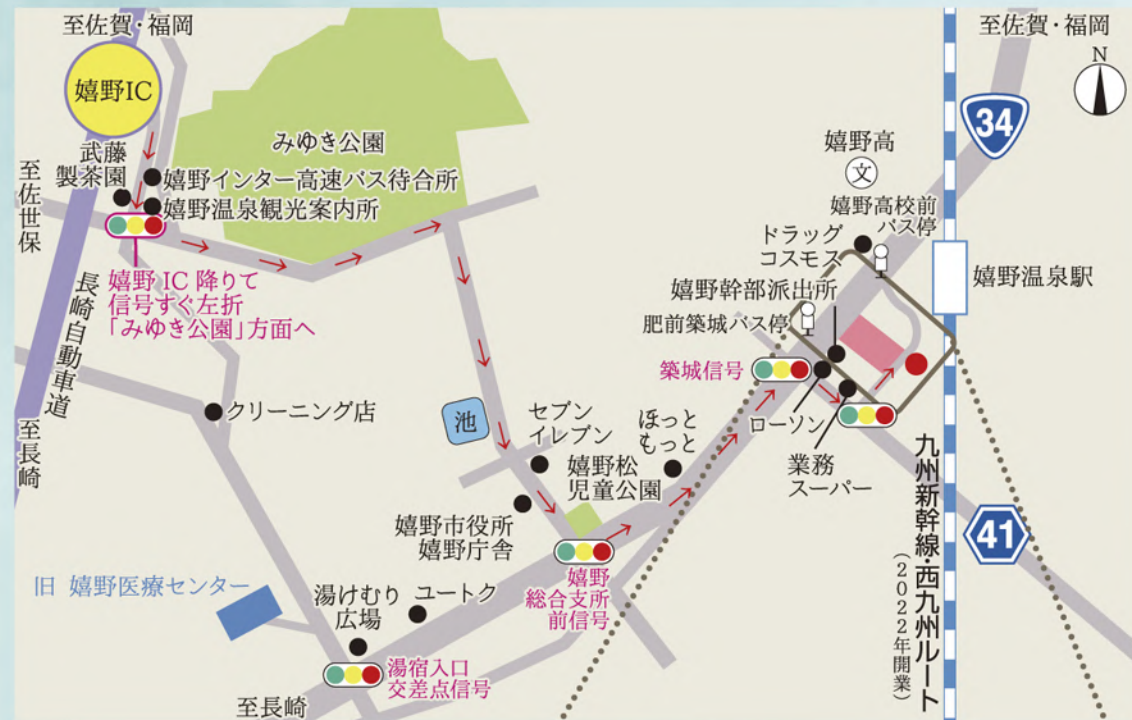 至佐賀・福岡
至佐賀・福岡
N
嬉野IC
34
みゆき公園
嬉野高
武藤
製茶園
至佐世保
嬉野インター高速バス待合所
嬉野温泉観光案内所
嬉野高校前
バス停
ドラッグ
コスモス
嬉野温泉駅
嬉野 IC 降りて
信号すぐ左折
「みゆき公園」方面へ
長崎自動車道
嬉野幹部派出所
肥前築城バス停
築城信号
至長崎
クリーニング店
池
セブン
イレブン
ほっと
もっと
ローソン
業務
スーパー
嬉野松
児童公園
九州新幹線・西九州ルート
(2022年開業)
41
嬉野市役所
嬉野庁舎
嬉野
総合支所
前信号
旧 嬉野医療センター
湯けむり
広場
ユートク
湯宿入口
交差点信号
至長崎
文